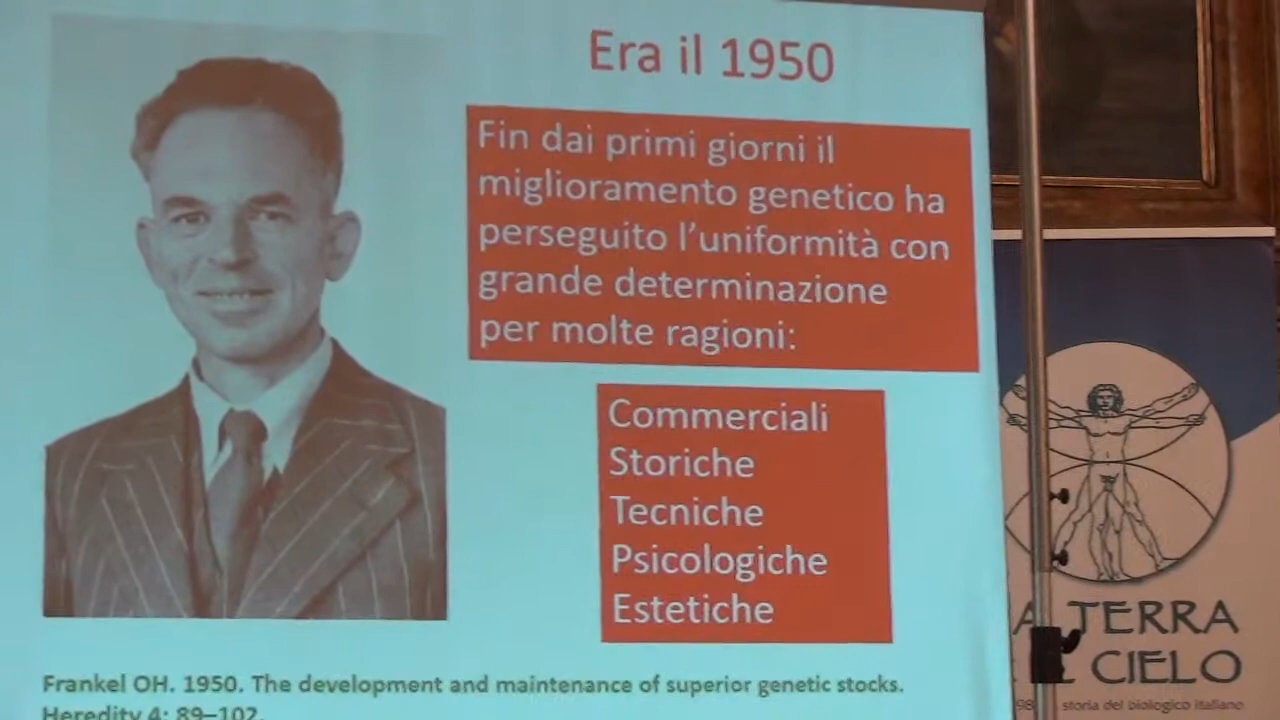 Era il 1950
Fin dai primi giorni il
miglioramento genetico ha
perseguito l'uniformità con
grande determinazione
per molte ragioni:
Commerciali
Storiche
Tecniche
Psicologiche
Estetiche
Frankel OH. 1950. The development and maintenance of superior genetic stocks.
Heredity 4: 89–102.
A TERRA
CIELO
storia del biologico italiano